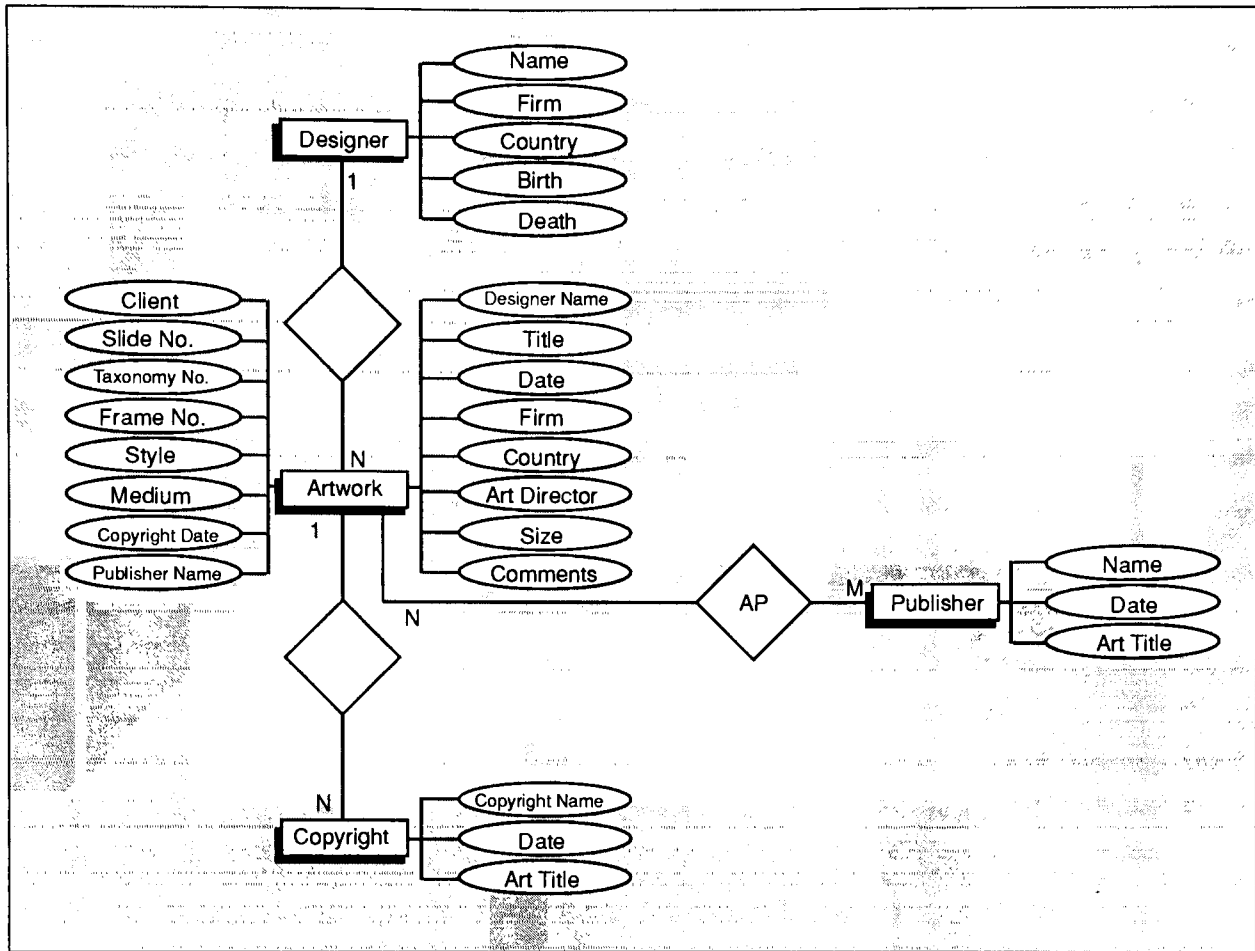 Name
Firm
Designer
Country
1
Birth
Death
Client
Slide No.
Taxonomy No.
Frame No.
Style
Medium
Copyright Date
Publisher Name
N
Artwork
1
Designer Name
Title
Date
Firm
Country
Art Director
Size
Comments
N
AP
M
Publisher
Name
Date
Art Title
N
Copyright
Copyright Name
Date
Art Title